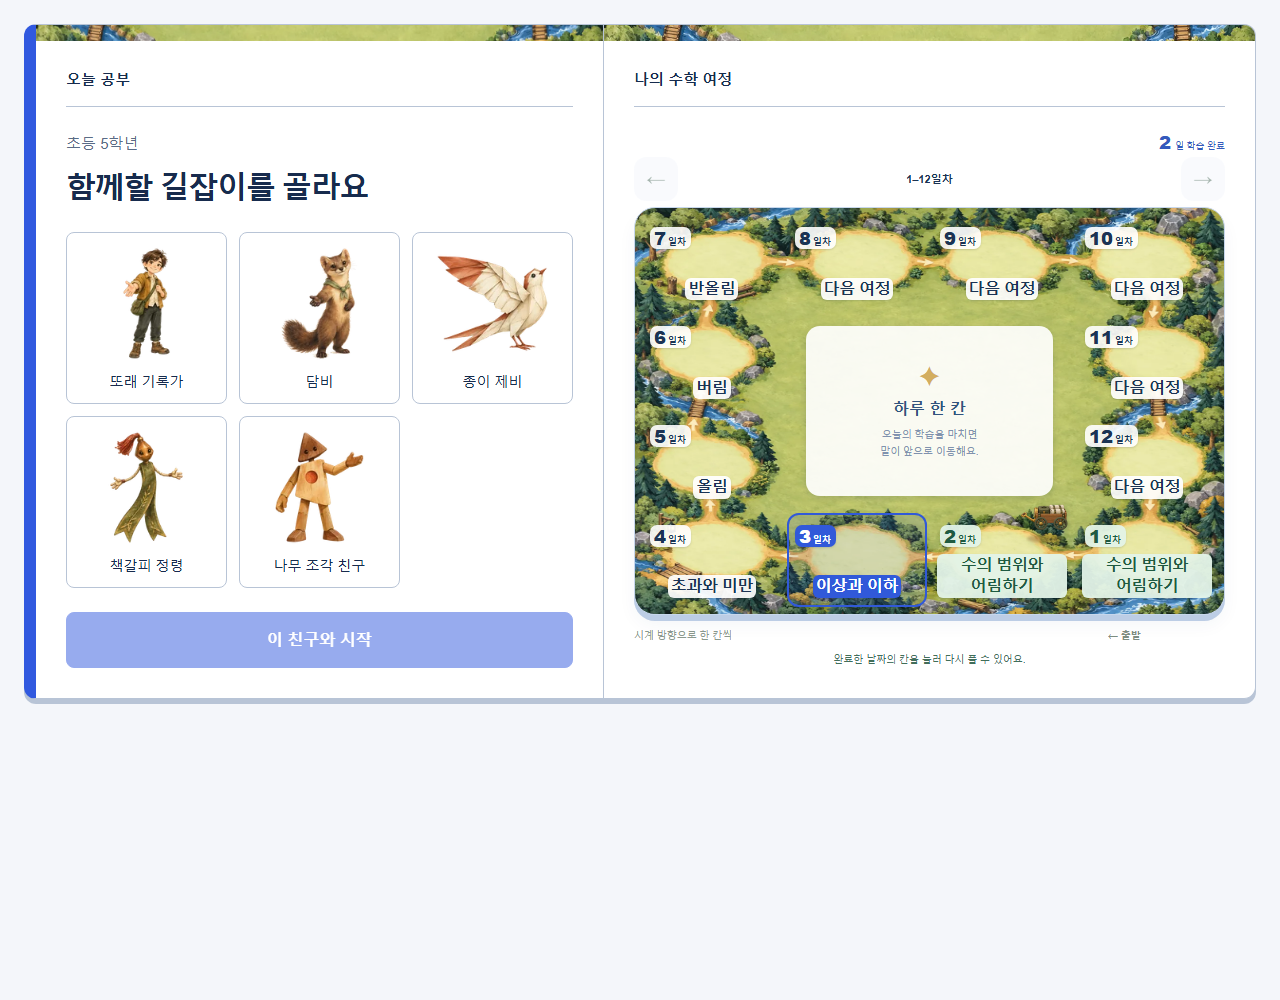 오늘 공부
초등 5학년
함께할 길잡이를 골라요
또래 기록가
담비
종이 제비
책갈피 정령
나무 조각 친구
이 친구와 시작
나의 수학 여정
2 일 학습 완료
←
1–12일차
→
7 일차
반올림
8 일차
다음 여정
9 일차
다음 여정
10 일차
다음 여정
6 일차
버림
11 일차
다음 여정
하루 한 칸
오늘의 학습을 마치면
말이 앞으로 이동해요.
5 일차
올림
12 일차
다음 여정
4 일차
초과와 미만
3 일차
이상과 이하
2 일차
수의 범위와
어림하기
1 일차
수의 범위와
어림하기
시계 방향으로 한 칸씩
← 출발
완료한 날짜의 칸을 눌러 다시 풀 수 있어요.